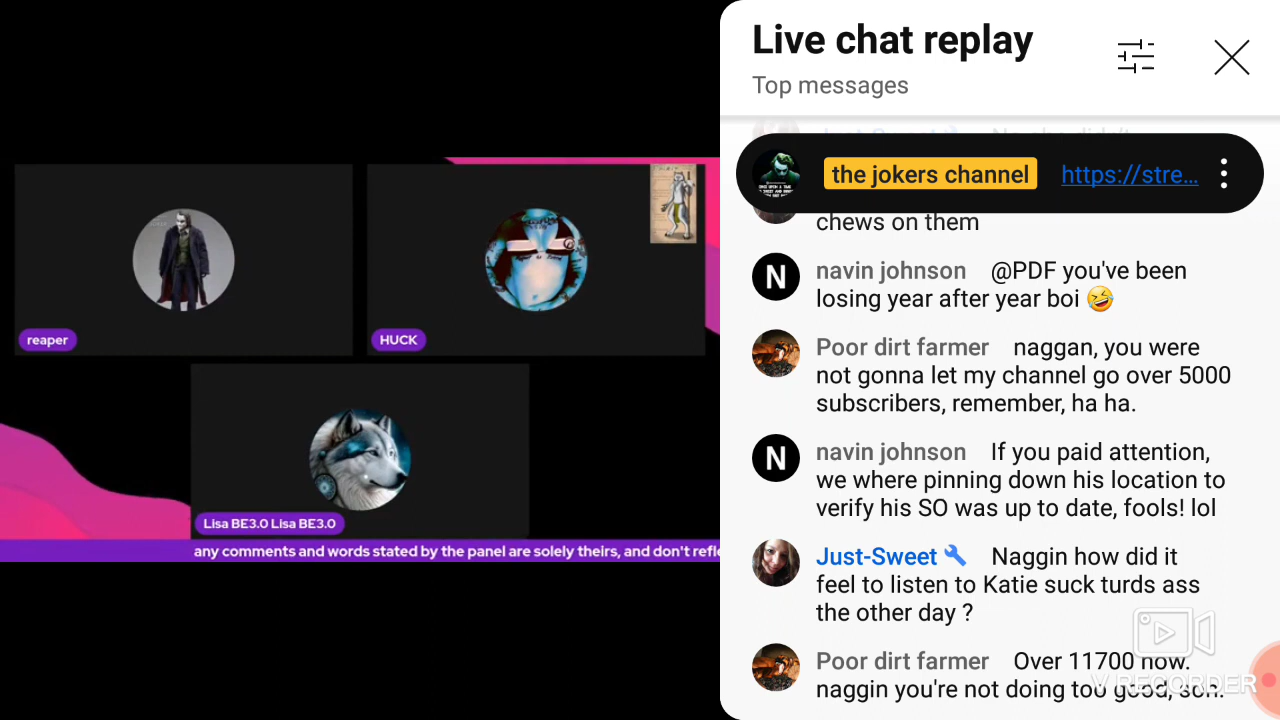 Live chat replay
Top messages
the jokers channel https://stre...
chews on them
navin johnson @PDF you've been
losing year after year boi 🤣
Poor dirt farmer naggan, you were
not gonna let my channel go over 5000
subscribers, remember, ha ha.
navin johnson If you paid attention,
we where pinning down his location to
verify his SO was up to date, fools! lol
Just-Sweet Naggin how did it
feel to listen to Katie suck turds ass
the other day ?
Poor dirt farmer Over 11700 now.
naggin you're not doing too good, son.
N
N
reaper
HUCK
Lisa BE3.0 Lisa BE3.0
any comments and words stated by the panel are solely theirs, and don't refle
V RECORDER